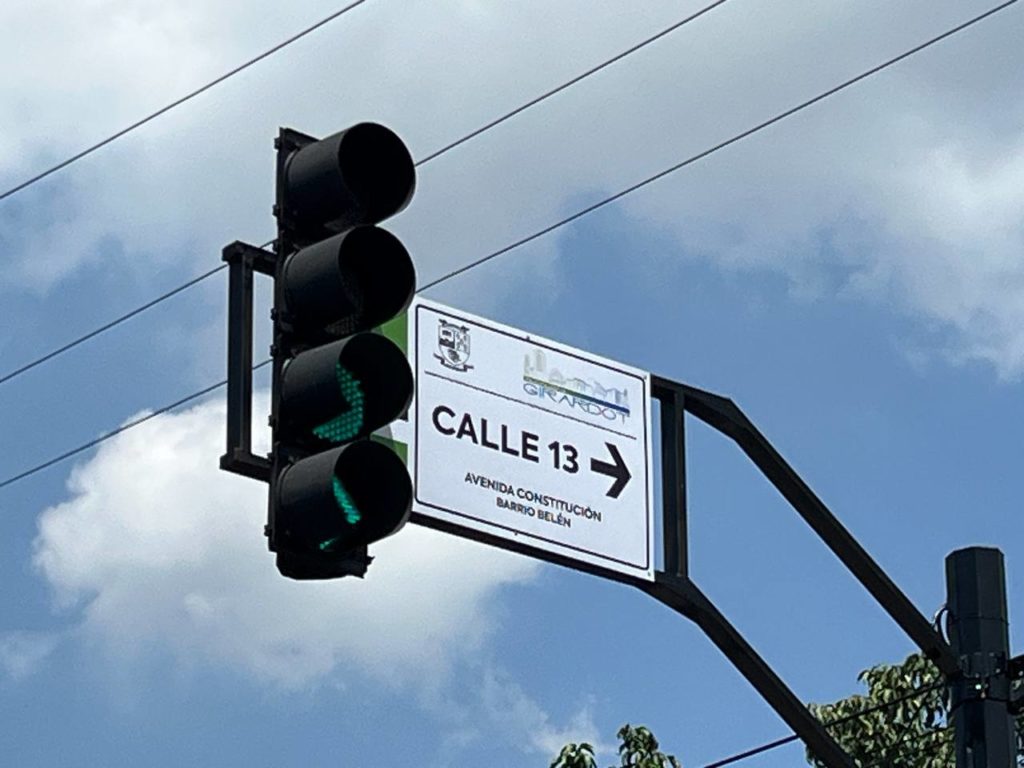 GIRARDOT
CALLE 13
AVENIDA CONSTITUCIÓN
BARRIO BELÉN